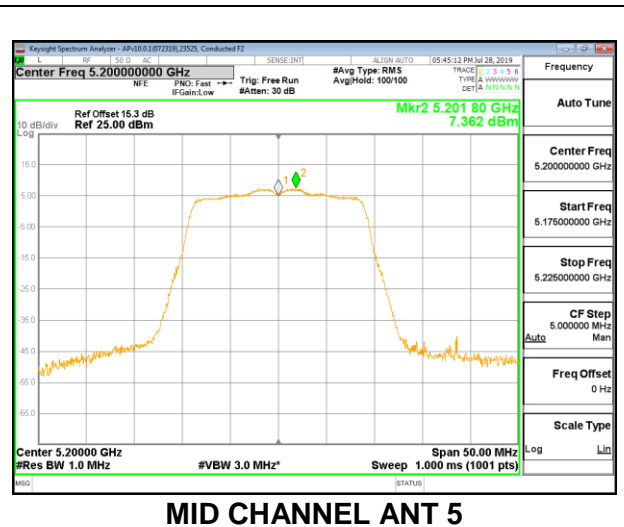 Keysight Spectrum Analyzer - APv10.0.1(072319),23525, Conducted F2
L RF 50 Ω AC SENSE:INT ALIGN AUTO 05:45:12 PM Jul 28, 2019
Center Freq 5.200000000 GHz
NFE PNO: Fast IFGain:Low
Trig: Free Run
#Atten: 30 dB
#Avg Type: RMS
Avg|Hold: 100/100
TRACE 1 2 3 4 5 6
TYPE A WWWWW
DET A N N N N N
Ref Offset 15.3 dB
Ref 25.00 dBm
10 dB/div
Log
Mkr2 5.201 80 GHz
7.362 dBm
15.0
5.00
-5.00
-15.0
-25.0
-35.0
-45.0
-55.0
-65.0
1
2
Center 5.20000 GHz
Span 50.00 MHz
#Res BW 1.0 MHz
#VBW 3.0 MHz*
Sweep 1.000 ms (1001 pts)
MSG
STATUS
Frequency
Auto Tune
Center Freq
5.200000000 GHz
Start Freq
5.175000000 GHz
Stop Freq
5.225000000 GHz
CF Step
5.000000 MHz
Auto Man
Freq Offset
0 Hz
Scale Type
Log Lin
MID CHANNEL ANT 5